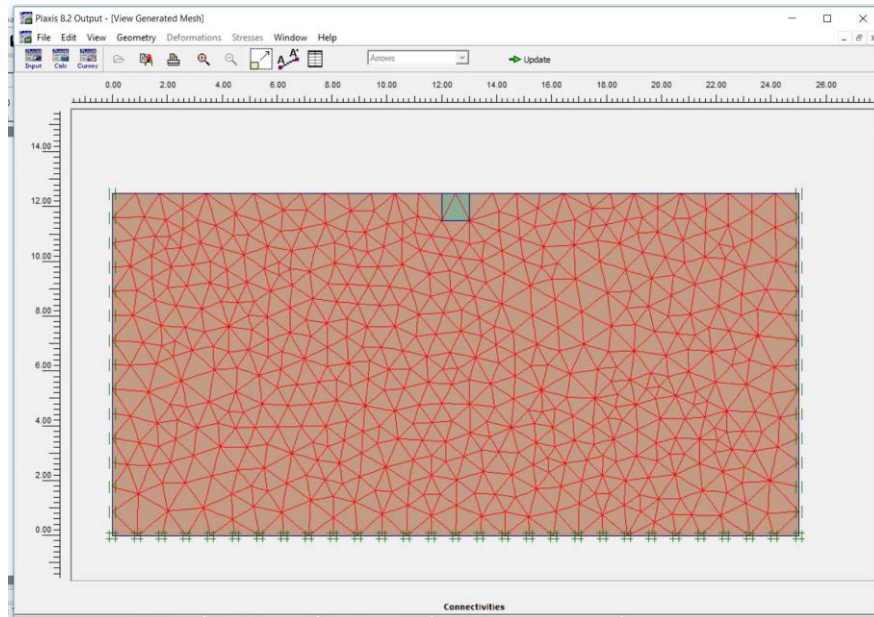 Plaxis 8.2 Output - [View Generated Mesh]
File Edit View Geometry Deformations Stresses Window Help
Input Calc Curves Arrows Update
0.00 2.00 4.00 6.00 8.00 10.00 12.00 14.00 16.00 18.00 20.00 22.00 24.00 26.00
14.00
12.00
10.00
8.00
6.00
4.00
2.00
0.00
Connectivities